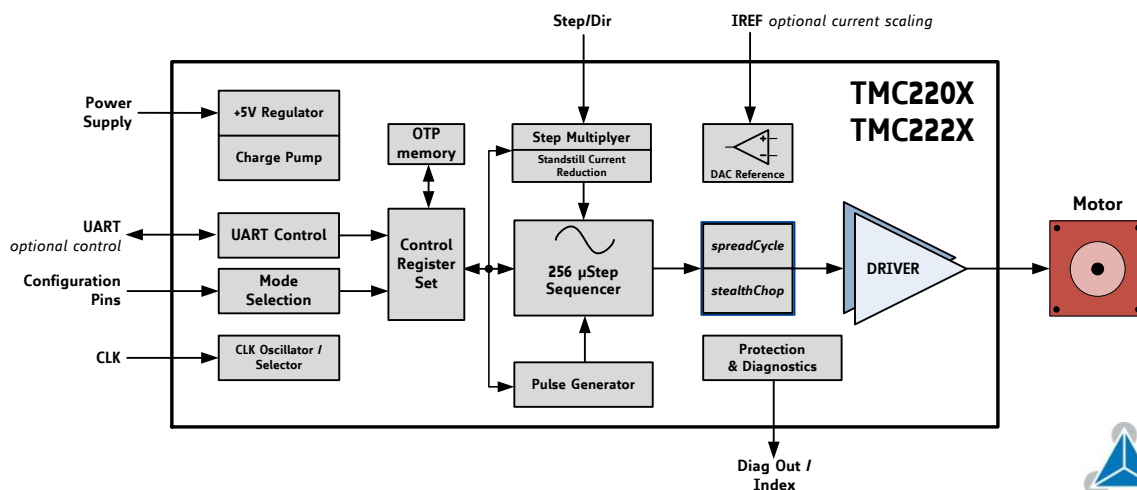 Step/Dir
IREF optional current scaling
TMC220X
TMC222X
Power
Supply
+5V Regulator
Charge Pump
OTP
memory
Step Multiplyer
Standstill Current
Reduction
DAC Reference
UART
optional control
UART Control
Control
Register
Set
256 µStep
Sequencer
spreadCycle
stealthChop
DRIVER
Motor
Configuration
Pins
Mode
Selection
CLK
CLK Oscillator /
Selector
Pulse Generator
Protection
& Diagnostics
Diag Out /
Index